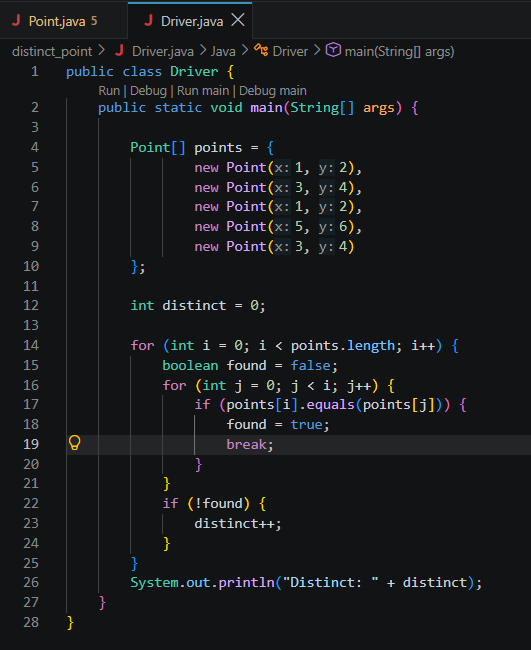 Point.java 5 Driver.java
distinct_point > Driver.java > Java > Driver > main(String[] args)
1 public class Driver {
Run | Debug | Run main | Debug main
2     public static void main(String[] args) {
3
4         Point[] points = {
5                 new Point(x: 1, y: 2),
6                 new Point(x: 3, y: 4),
7                 new Point(x: 1, y: 2),
8                 new Point(x: 5, y: 6),
9                 new Point(x: 3, y: 4)
10         };
11
12         int distinct = 0;
13
14         for (int i = 0; i < points.length; i++) {
15             boolean found = false;
16             for (int j = 0; j < i; j++) {
17                 if (points[i].equals(points[j])) {
18                     found = true;
19                     break;
20                 }
21             }
22             if (!found) {
23                 distinct++;
24             }
25         }
26         System.out.println("Distinct: " + distinct);
27     }
28 }